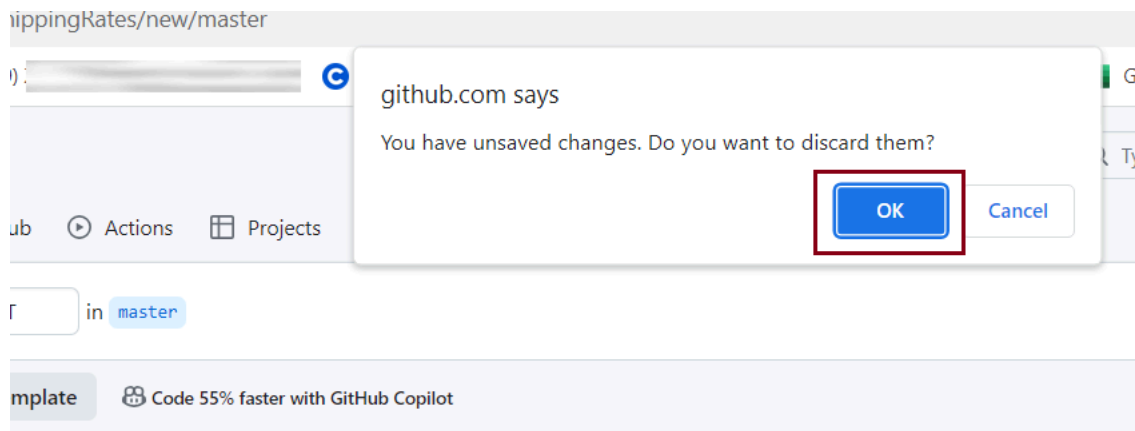 hippingRates/new/master
C
G
github.com says
You have unsaved changes. Do you want to discard them?
OK Cancel
ub Actions Projects
T in master
mplate Code 55% faster with GitHub Copilot